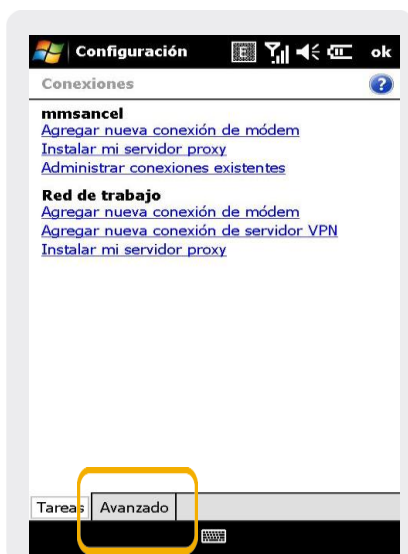 Configuración
E
ok
Conexiones
?
mmsancel
Agregar nueva conexión de módem
Instalar mi servidor proxy
Administrar conexiones existentes
Red de trabajo
Agregar nueva conexión de módem
Agregar nueva conexión de servidor VPN
Instalar mi servidor proxy
Tareas
Avanzado